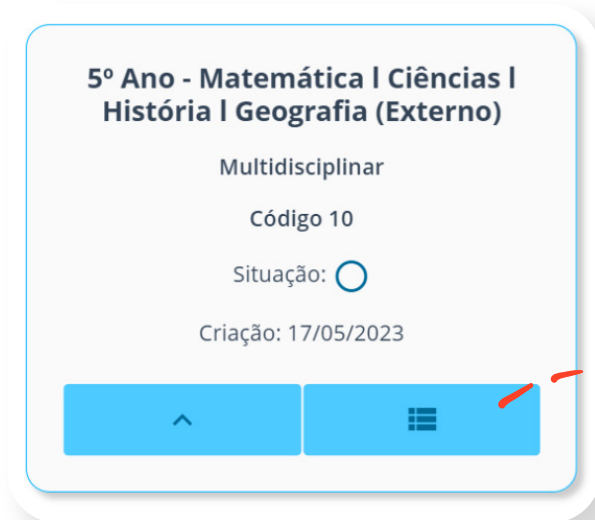 5º Ano - Matemática l Ciências l
História l Geografia (Externo)
Multidisciplinar
Código 10
Situação:
Criação: 17/05/2023